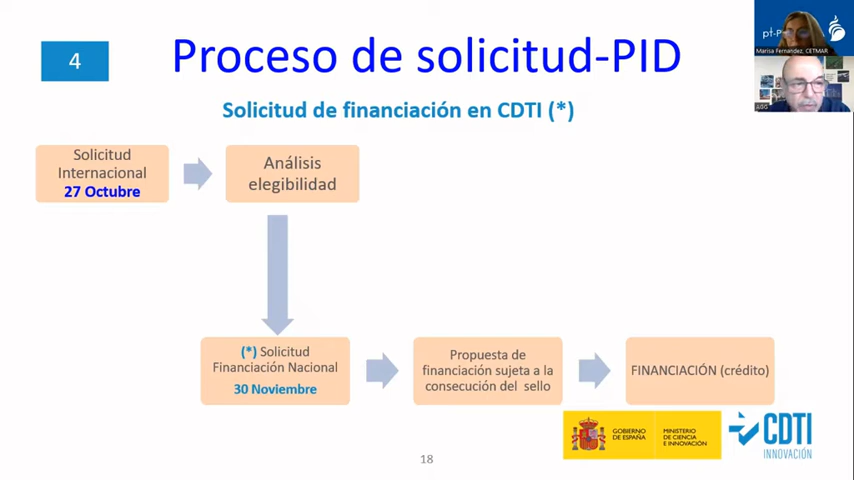 4
Proceso de solicitud-PID
Solicitud de financiación en CDTI (*)
Solicitud
Internacional
27 Octubre
Análisis
elegibilidad
(*) Solicitud
Financiación Nacional
30 Noviembre
Propuesta de
financiación sujeta a la
consecución del sello
FINANCIACIÓN (crédito)
GOBIERNO
DE ESPAÑA
MINISTERIO
DE CIENCIA
E INNOVACIÓN
CDTI
INNOVACIÓN
18
Marisa Fernandez, CETMAR